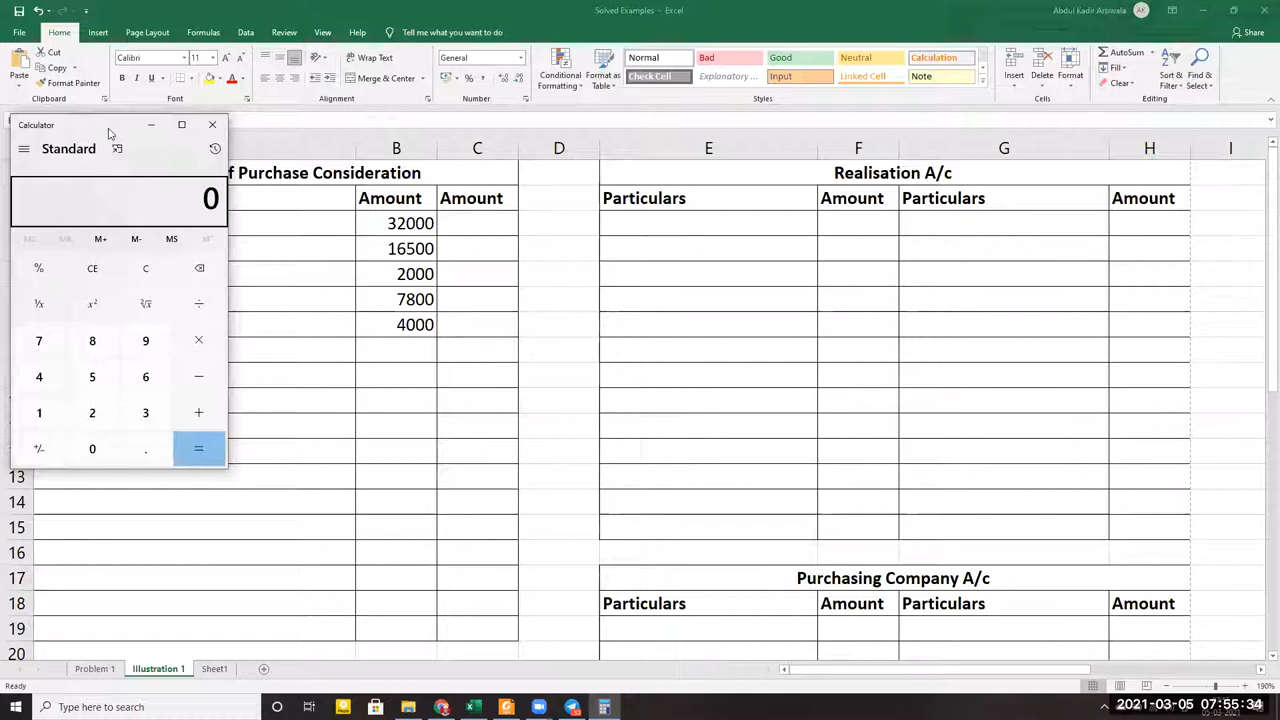 Solved Examples - Excel
Abdul Kadir Arsiwala
AK
File Home Insert Page Layout Formulas Data Review View Help Tell me what you want to do
Share
Paste
Cut
Copy
Format Painter
Clipboard
Calibri 11
B I U
Font
Wrap Text
Merge & Center
Alignment
General
Number
Conditional Formatting
Format as Table
Normal Bad Good Neutral Calculation
Check Cell Explanatory ... Input Linked Cell Note
Styles
Insert Delete Format
Cells
AutoSum
Fill
Clear
Sort & Filter
Find & Select
Editing
Calculator
Standard
0
M+ M- MS
% CE C
¹/x x² ²√x ÷
7 8 9 ×
4 5 6 −
1 2 3 +
+/- 0 . =
B C D E F G H I
f Purchase Consideration
Amount Amount
32000
16500
2000
7800
4000
Realisation A/c
Particulars Amount Particulars Amount
13
14
15
16
17
18
19
20
Purchasing Company A/c
Particulars Amount Particulars Amount
Problem 1 Illustration 1 Sheet1
Ready
190%
Type here to search
2021-03-05 07:55:34